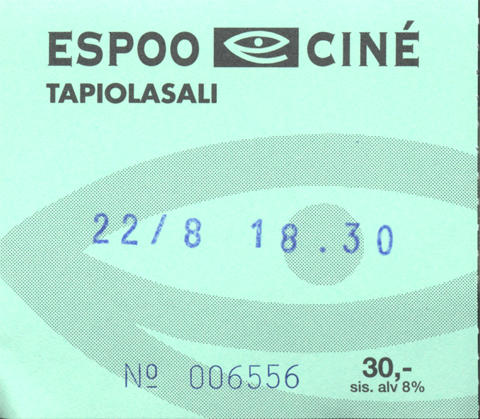 ESPOO CINÉ
TAPIOLASALI
22/8 18.30
Nº 006556
30,-
sis. alv 8%